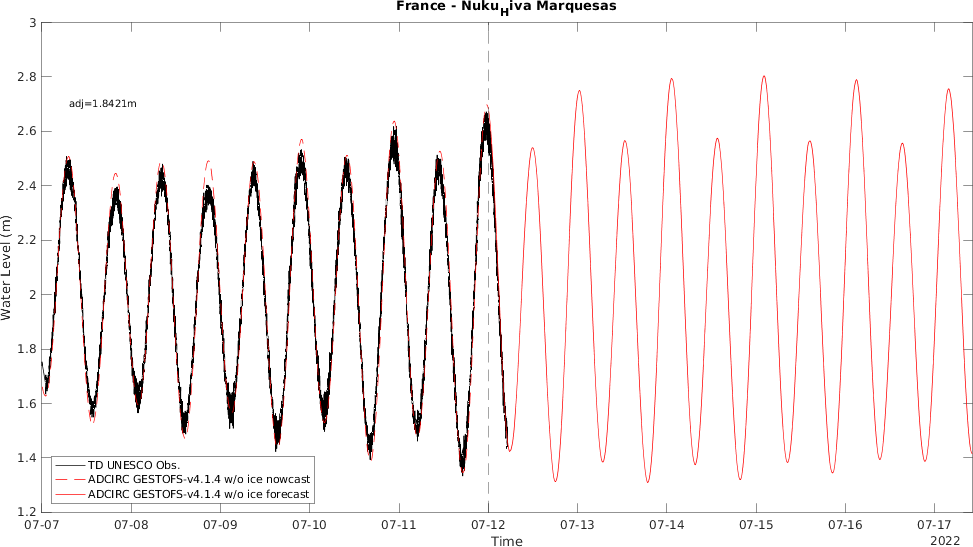 France - Nuku_Hiva Marquesas
3
2.8
adj=1.8421m
2.6
2.4
2.2
Water Level (m)
2
1.8
1.6
1.4
TD UNESCO Obs.
ADCIRC GESTOFS-v4.1.4 w/o ice nowcast
ADCIRC GESTOFS-v4.1.4 w/o ice forecast
1.2
07-07 07-08 07-09 07-10 07-11 07-12 07-13 07-14 07-15 07-16 07-17
Time
2022